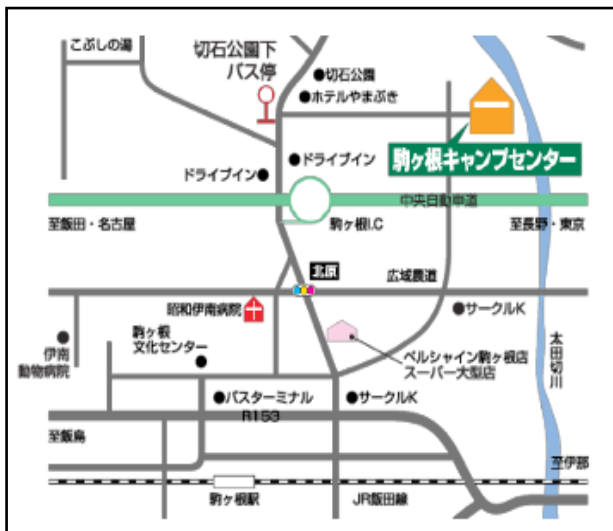 こぶしの湯
切石公園下
バス停
●切石公園
●ホテルやまぶき
駒ヶ根キャンプセンター
●ドライブイン
ドライブイン●
中央自動車道
至飯田・名古屋
駒ヶ根I.C
至長野・東京
北原
広域農道
昭和伊南病院
●サークルK
駒ヶ根
文化センター
伊南
動物病院
ベルシャイン駒ヶ根店
スーパー大型店
太田切川
●バスターミナル
●サークルK
R153
至飯島
至伊那
駒ヶ根駅
JR飯田線